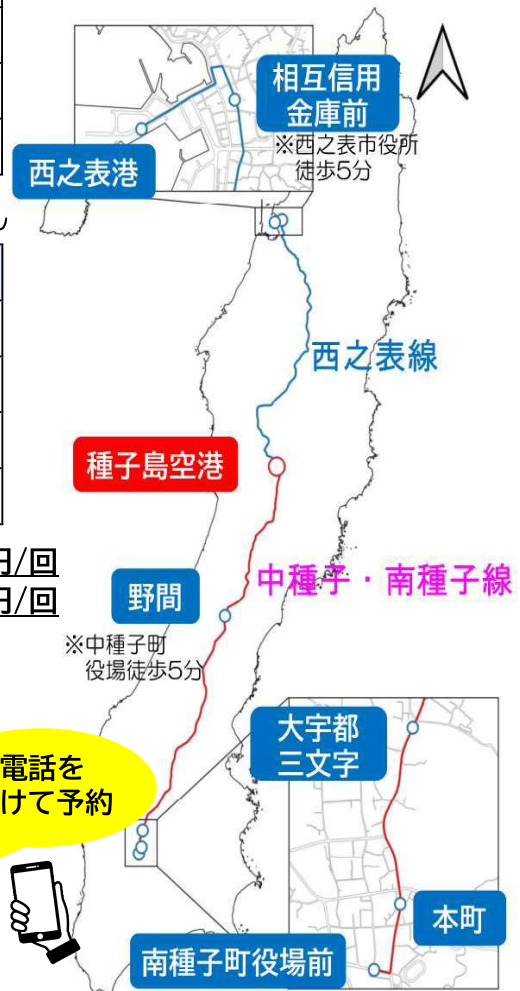 相互信用
金庫前
※西之表市役所
徒歩5分
西之表港
西之表線
種子島空港
円/回
円/回
中種子・南種子線
野間
※中種子町
役場徒歩5分
大宇都
三文字
電話を
けて予約
本町
南種子町役場前